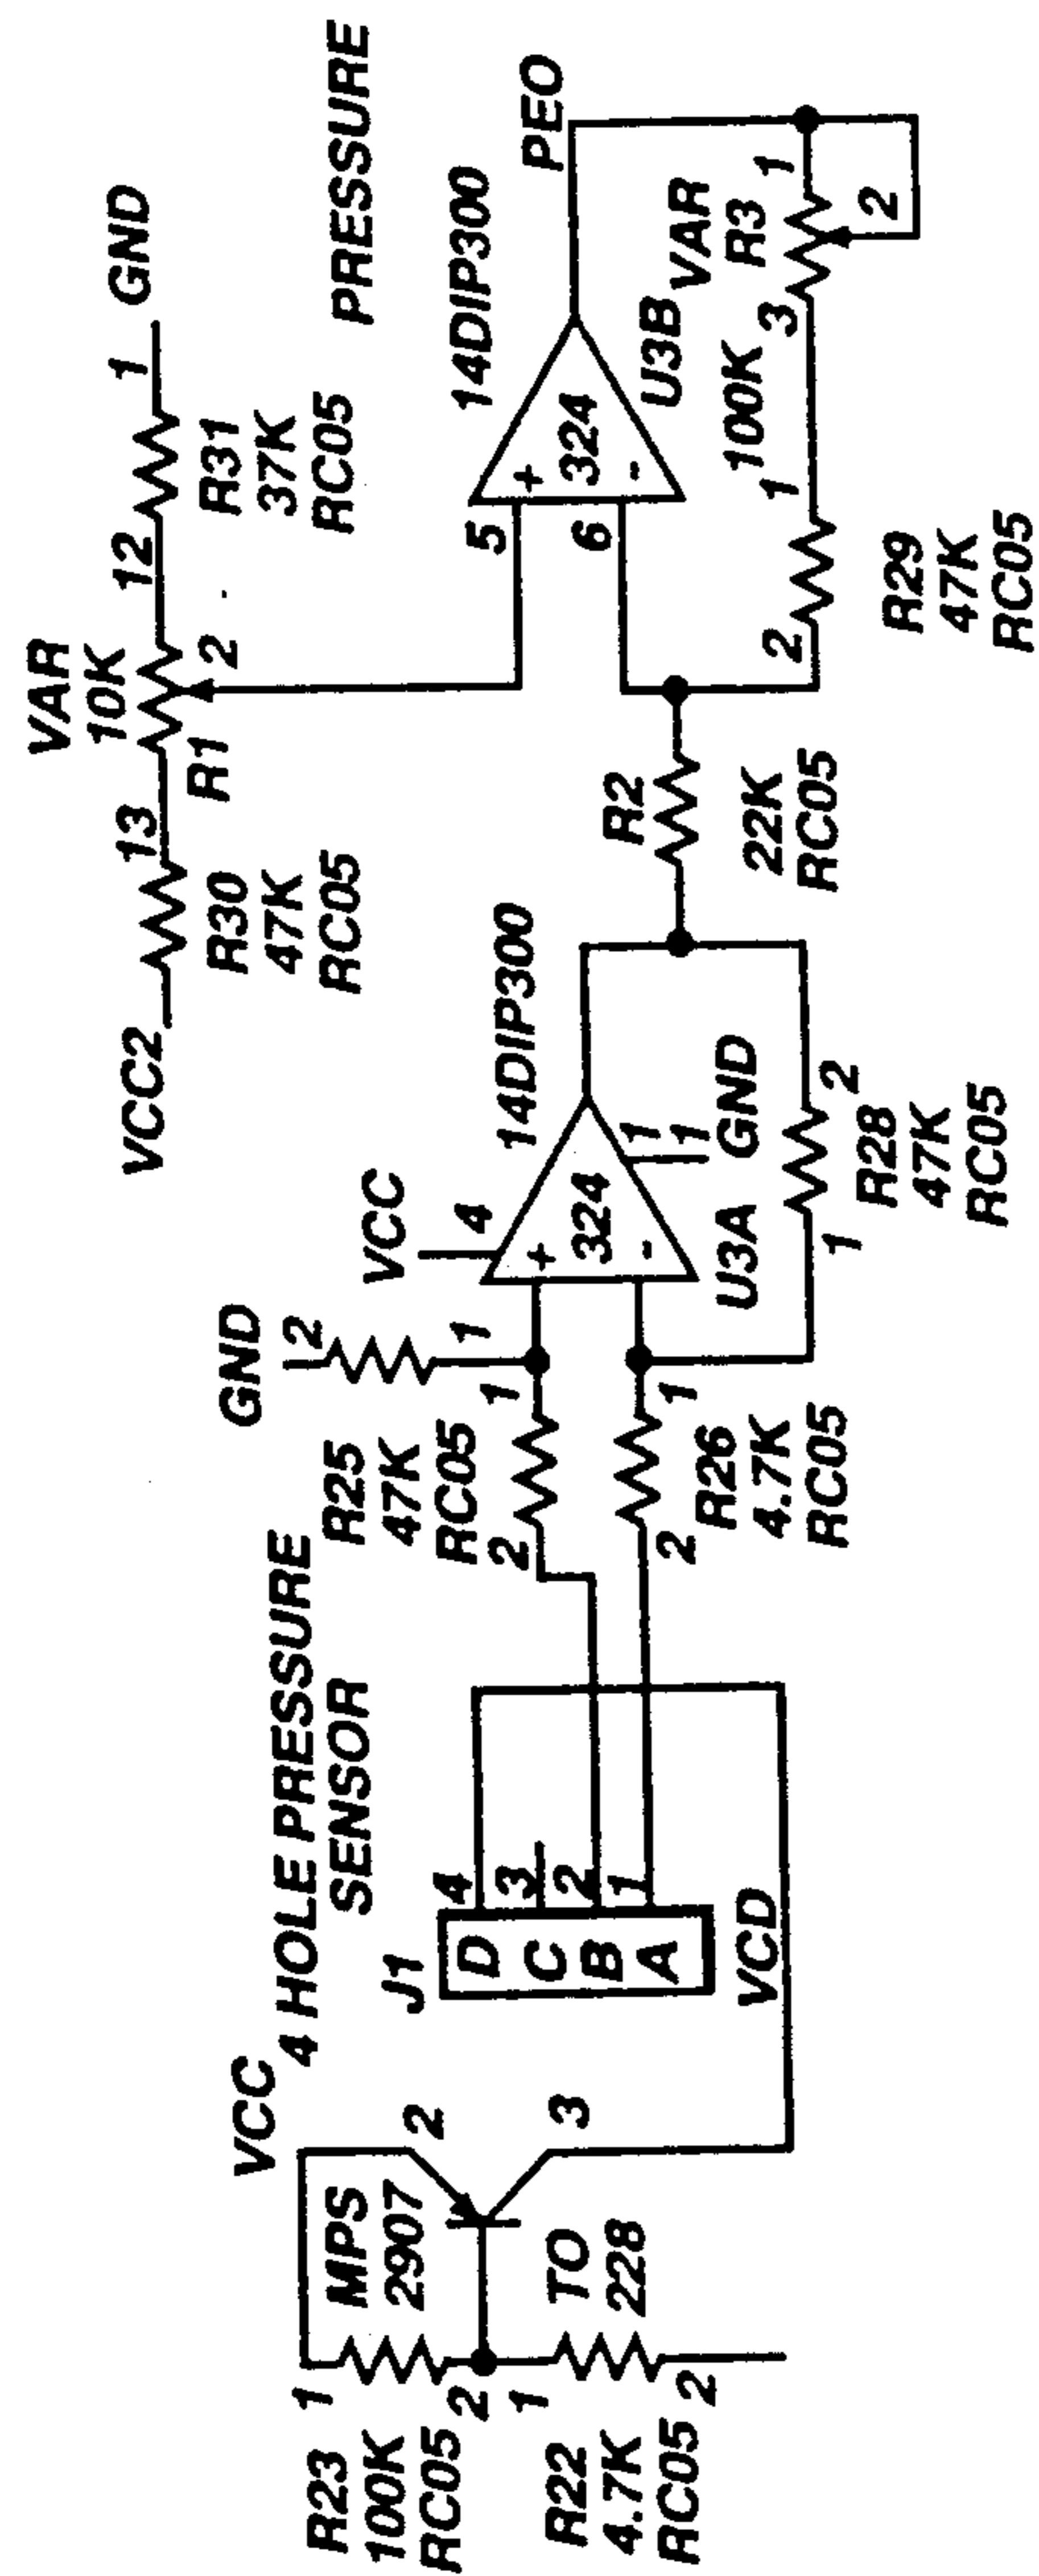 VCC
R23
100K
RC05
1
2
MPS
2907
2
3
TO
228
R22
4.7K
RC05
1
2
4 HOLE PRESSURE
SENSOR
J1
D
C
B
A
4
3
2
1
VCD
GND
2
1
R25
47K
RC05
2
1
2
1
R26
4.7K
RC05
VCC
4
14DIP300
+
324
-
1
1
GND
U3A
1
2
R28
47K
RC05
R2
22K
RC05
VCC2
R30
47K
RC05
13
VAR
10K
R1
2
12
R31
37K
RC05
1
GND
PRESSURE
14DIP300
5
6
+
324
-
U3B
PEO
2
1
R29
47K
RC05
100K
3
VAR
R3
1
2